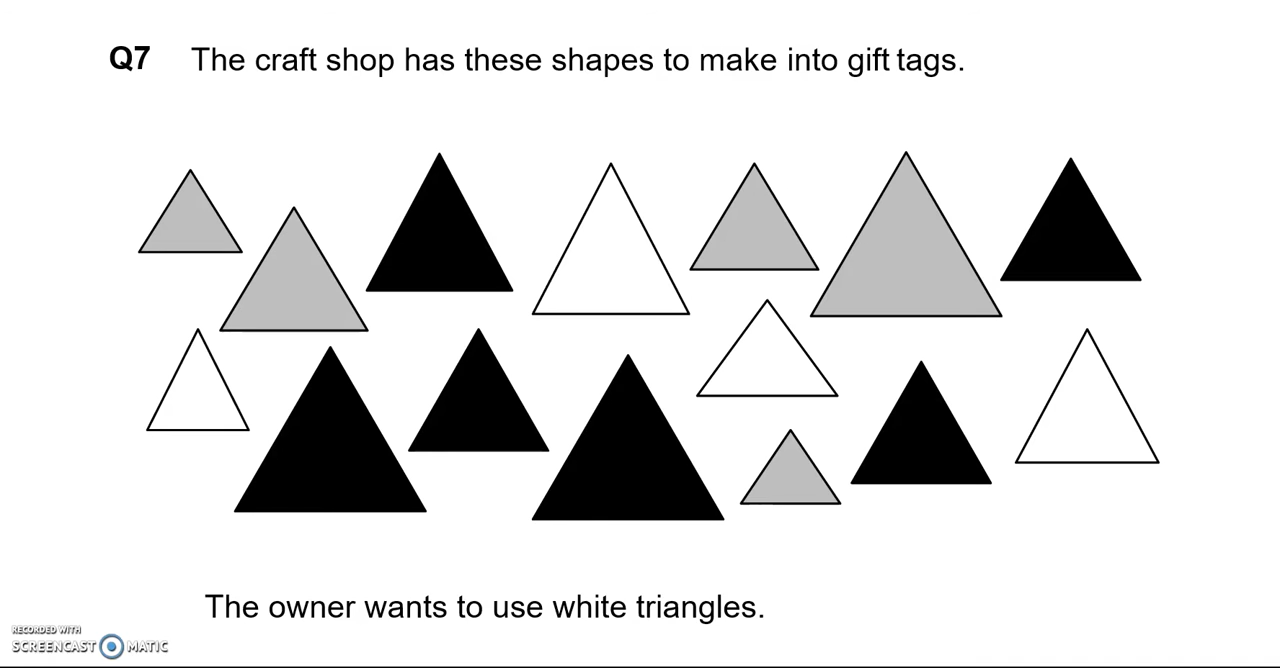 Q7 The craft shop has these shapes to make into gift tags.
The owner wants to use white triangles.
RECORDED WITH
SCREENCAST MATIC